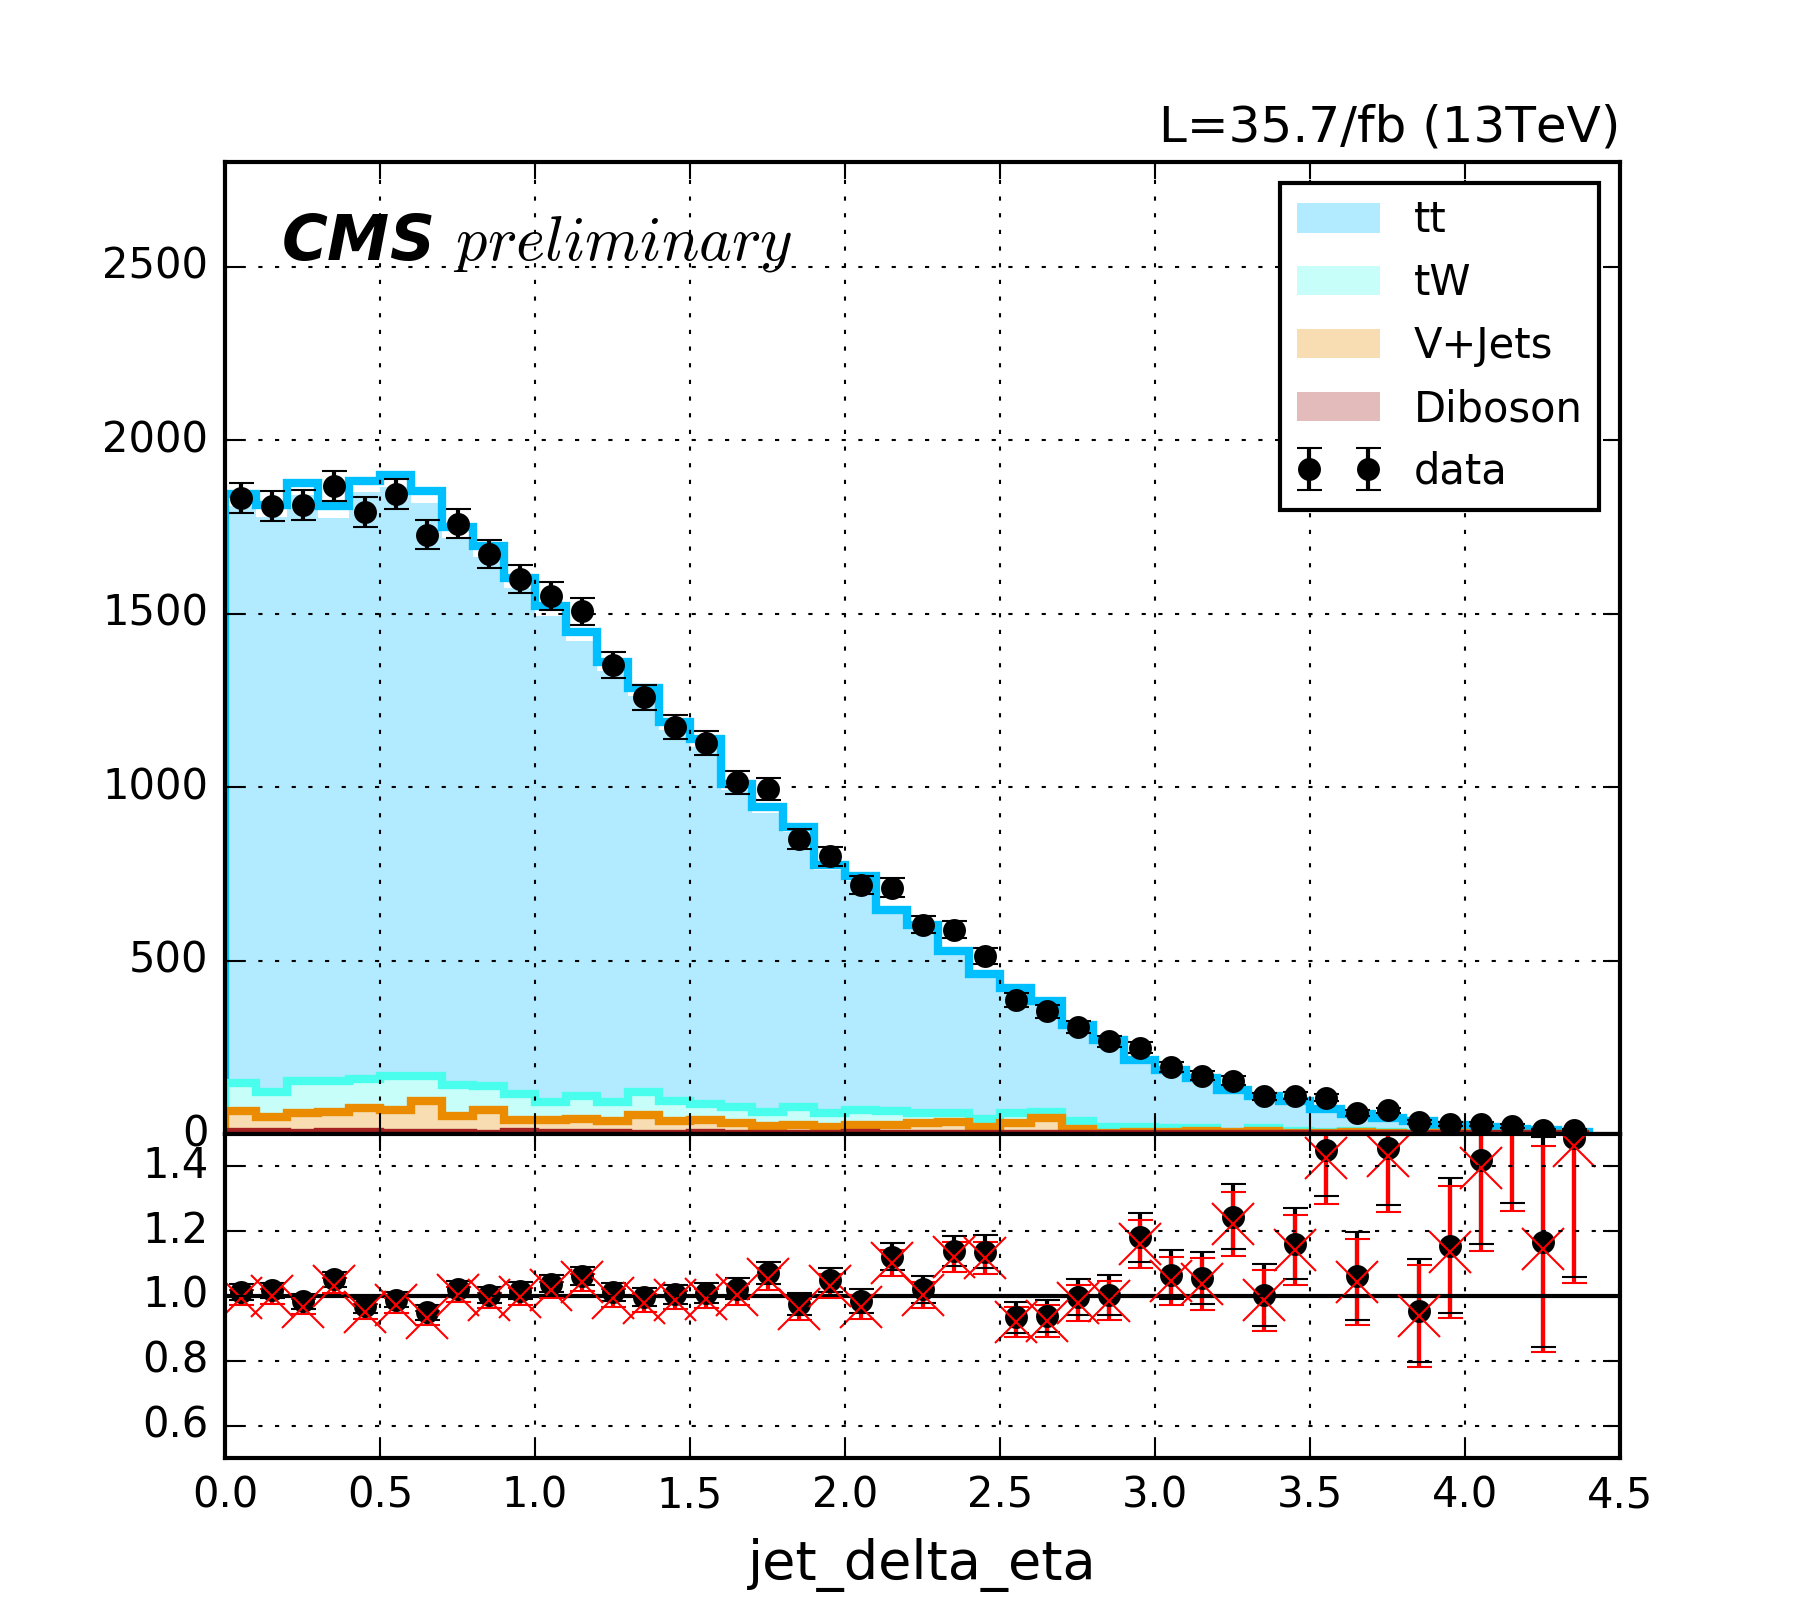 L=35.7/fb (13TeV)
CMS preliminary
tt
tW
V+Jets
Diboson
data
2500
2000
1500
1000
500
0
1.4
1.2
1.0
0.8
0.6
0.0 0.5 1.0 1.5 2.0 2.5 3.0 3.5 4.0 4.5
jet_delta_eta